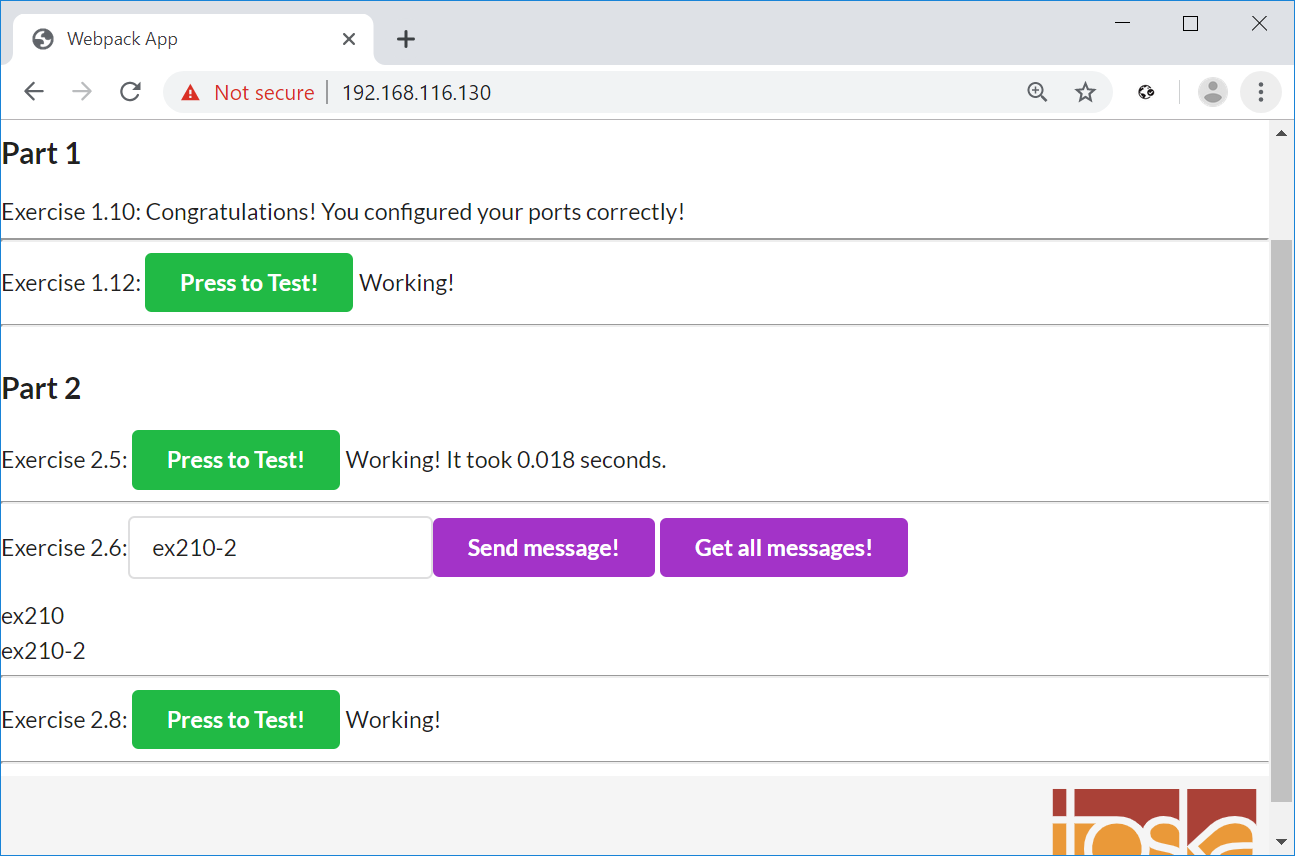 Webpack App
Not secure 192.168.116.130
Part 1
Exercise 1.10: Congratulations! You configured your ports correctly!
Exercise 1.12: Press to Test! Working!
Part 2
Exercise 2.5: Press to Test! Working! It took 0.018 seconds.
Exercise 2.6: ex210-2 Send message! Get all messages!
ex210
ex210-2
Exercise 2.8: Press to Test! Working!
toska